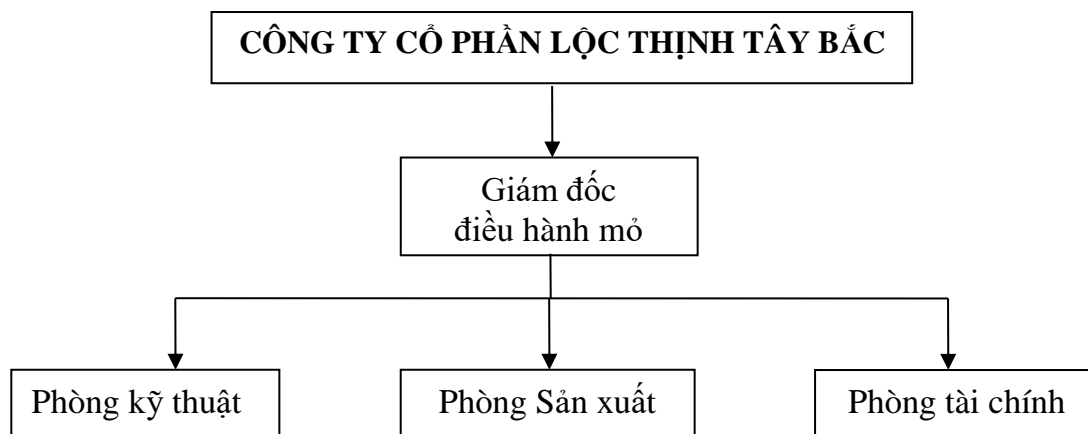 CÔNG TY CỔ PHẦN LỘC THỊNH TÂY BẮC
Giám đốc
điều hành mỏ
Phòng kỹ thuật
Phòng Sản xuất
Phòng tài chính